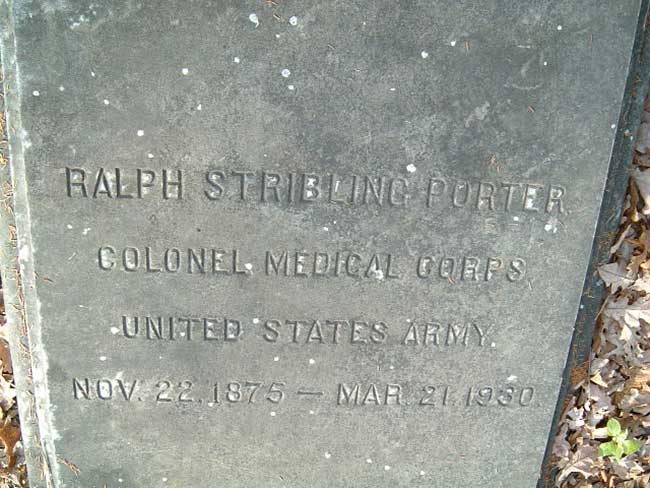 RALPH STRIBLING PORTER
COLONEL MEDICAL CORPS
UNITED STATES ARMY
NOV. 22. 1875 — MAR. 21. 1930